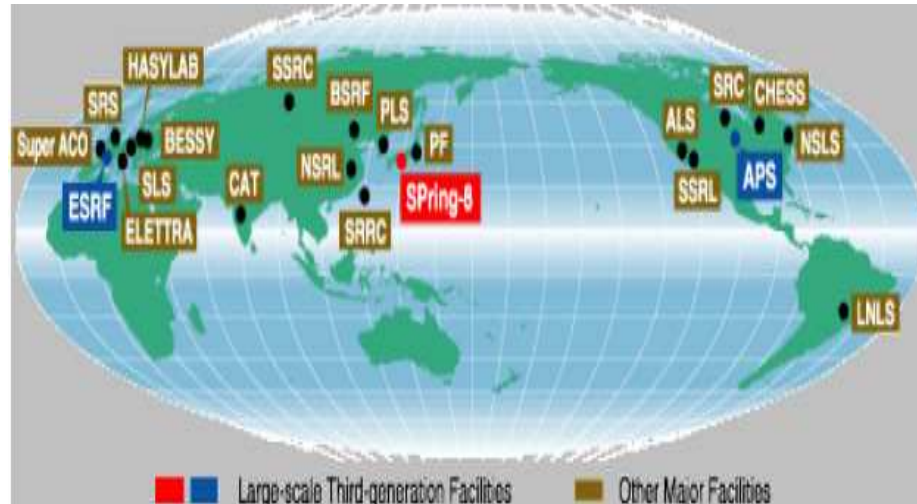 HASYLAB
SSRC
SRS
BSRF
PLS
SRC
CHESS
ALS
Super ACO
BESSY
PF
NSLS
NSRL
SSRL
APS
ESRF
SLS
CAT
SPring-8
ELETTRA
SRRC
LNLS
Large-scale Third-generation Facilities
Other Major Facilities